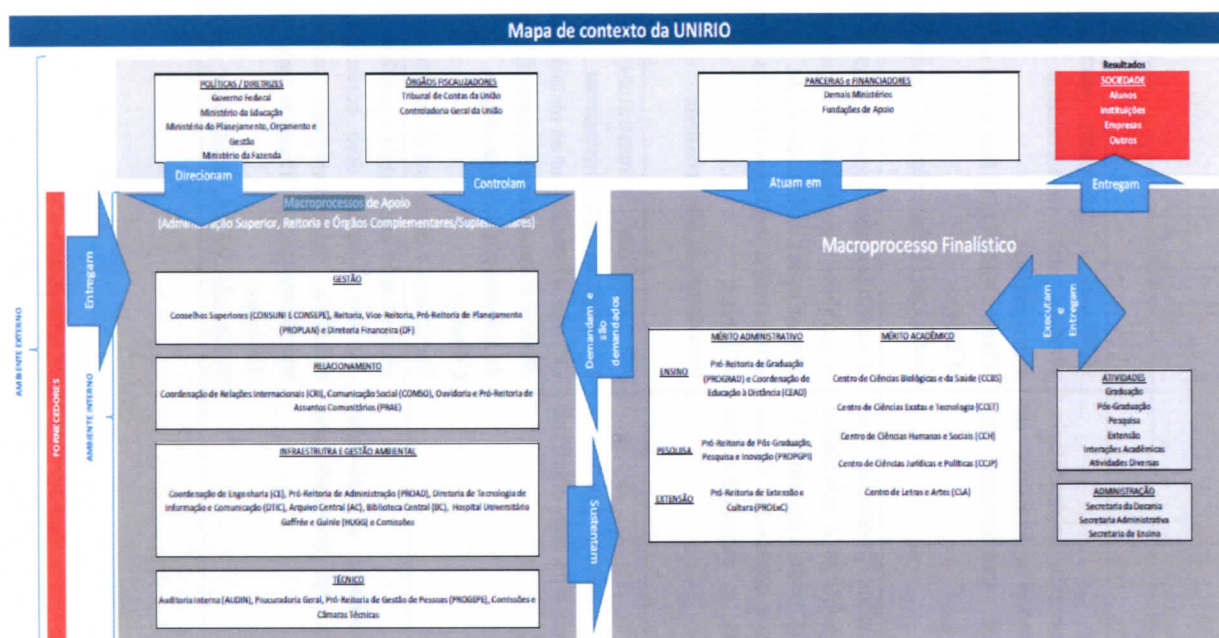 Mapa de contexto da UNIRIO
POLÍTICAS / DIRETRIZES
Governo Federal
Ministério da Educação
Ministério do Planejamento, Orçamento e
Gestão
Ministério da Fazenda
ÓRGÃOS FISCALIZADORES
Tribunal de Contas da União
Controladoria Geral da União
PARCERIAS e FINANCIADORES
Demais Ministérios
Fundações de Apoio
Resultados
SOCIEDADE
Alunos
Instituições
Empresas
Outros
Direcionam
Controlam
Atuam em
Entregam
AMBIENTE EXTERNO
FORNECEDORES
AMBIENTE INTERNO
Entregam
Macroprocessos de Apoio
(Administração Superior, Reitoria e Órgãos Complementares/Suplementares)
GESTÃO
Conselhos Superiores (CONSUNI E CONSEPE), Reitoria, Vice-Reitoria, Pró-Reitoria de Planejamento
(PROPLAN) e Diretoria Financeira (DF)
RELACIONAMENTO
Coordenação de Relações Internacionais (CRI), Comunicação Social (COMSO), Ouvidoria e Pró-Reitoria de
Assuntos Comunitários (PRAE)
INFRAESTRUTRA E GESTÃO AMBIENTAL
Coordenação de Engenharia (CE), Pró-Reitoria de Administração (PROAD), Diretoria de Tecnologia de
Informação e Comunicação (DTIC), Arquivo Central (AC), Biblioteca Central (BC), Hospital Universitário
Gaffrée e Guinle (HUGG) e Comissões
TÉCNICO
Auditoria Interna (AUDIN), Procuradoria Geral, Pró-Reitoria de Gestão de Pessoas (PROGEPE), Comissões e
Câmaras Técnicas
Demandam e
são
demandados
Sustentam
Macroprocesso Finalístico
Executam
e
Entregam
MÉRITO ADMINISTRATIVO
MÉRITO ACADÊMICO
ENSINO
Pró-Reitoria de Graduação
(PROGRAD) e Coordenação de
Educação à Distância (CEAD)
PESQUISA
Pró-Reitoria de Pós-Graduação,
Pesquisa e Inovação (PROPGPI)
EXTENSÃO
Pró-Reitoria de Extensão e
Cultura (PROExC)
Centro de Ciências Biológicas e da Saúde (CCBS)
Centro de Ciências Exatas e Tecnologia (CCET)
Centro de Ciências Humanas e Sociais (CCH)
Centro de Ciências Jurídicas e Políticas (CCJP)
Centro de Letras e Artes (CLA)
ATIVIDADES
Graduação
Pós-Graduação
Pesquisa
Extensão
Interações Acadêmicas
Atividades Diversas
ADMINISTRAÇÃO
Secretaria da Decania
Secretaria Administrativa
Secretaria de Ensino